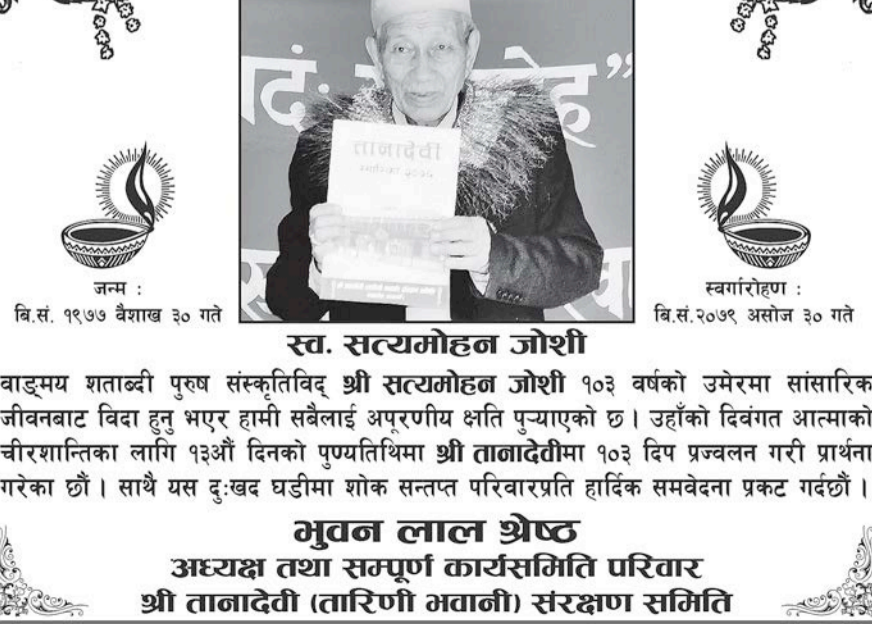 दं
ेह”
तानादेवी
स्मारिका २०७५
जन्म :
बि.सं. १९७७ वैशाख ३० गते
स्वर्गारोहण :
बि.सं.२०७९ असोज ३० गते
स्व. सत्यमोहन जोशी
वाङ्मय शताब्दी पुरुष संस्कृतिविद् श्री सत्यमोहन जोशी १०३ वर्षको उमेरमा सांसारिक
जीवनबाट विदा हुनु भएर हामी सबैलाई अपूरणीय क्षति पुऱ्याएको छ । उहाँको दिवंगत आत्माको
चीरशान्तिका लागि १३औं दिनको पुण्यतिथिमा श्री तानादेवीमा १०३ दिप प्रज्वलन गरी प्रार्थना
गरेका छौं । साथै यस दुःखद घडीमा शोक सन्तप्त परिवारप्रति हार्दिक समवेदना प्रकट गर्दछौं ।
भुवन लाल श्रेष्ठ
अध्यक्ष तथा सम्पूर्ण कार्यसमिति परिवार
श्री तानादेवी (तारिणी भवानी) संरक्षण समिति